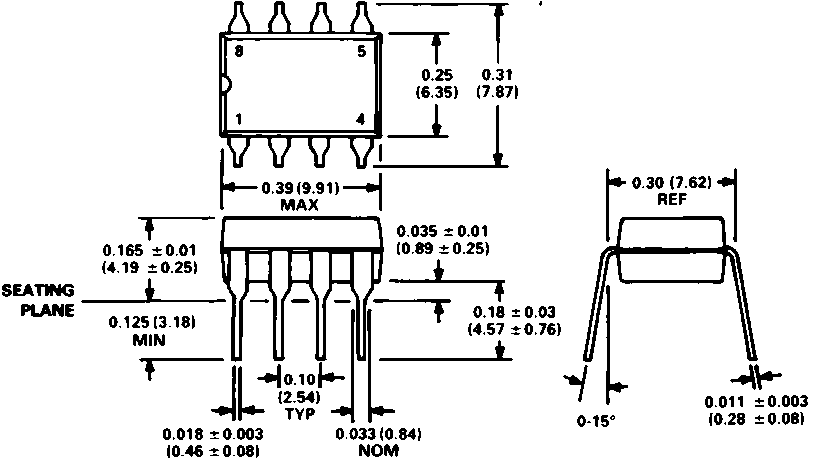 8 5
1 4
0.25
(6.35)
0.31
(7.87)
0.39 (9.91)
MAX
0.165 ± 0.01
(4.19 ± 0.25)
0.035 ± 0.01
(0.89 ± 0.25)
0.30 (7.62)
REF
SEATING
PLANE
0.125 (3.18)
MIN
0.18 ± 0.03
(4.57 ± 0.76)
0.10
(2.54)
TYP
0.018 ± 0.003
(0.46 ± 0.08)
0.033 (0.84)
NOM
0-15°
0.011 ± 0.003
(0.28 ± 0.08)